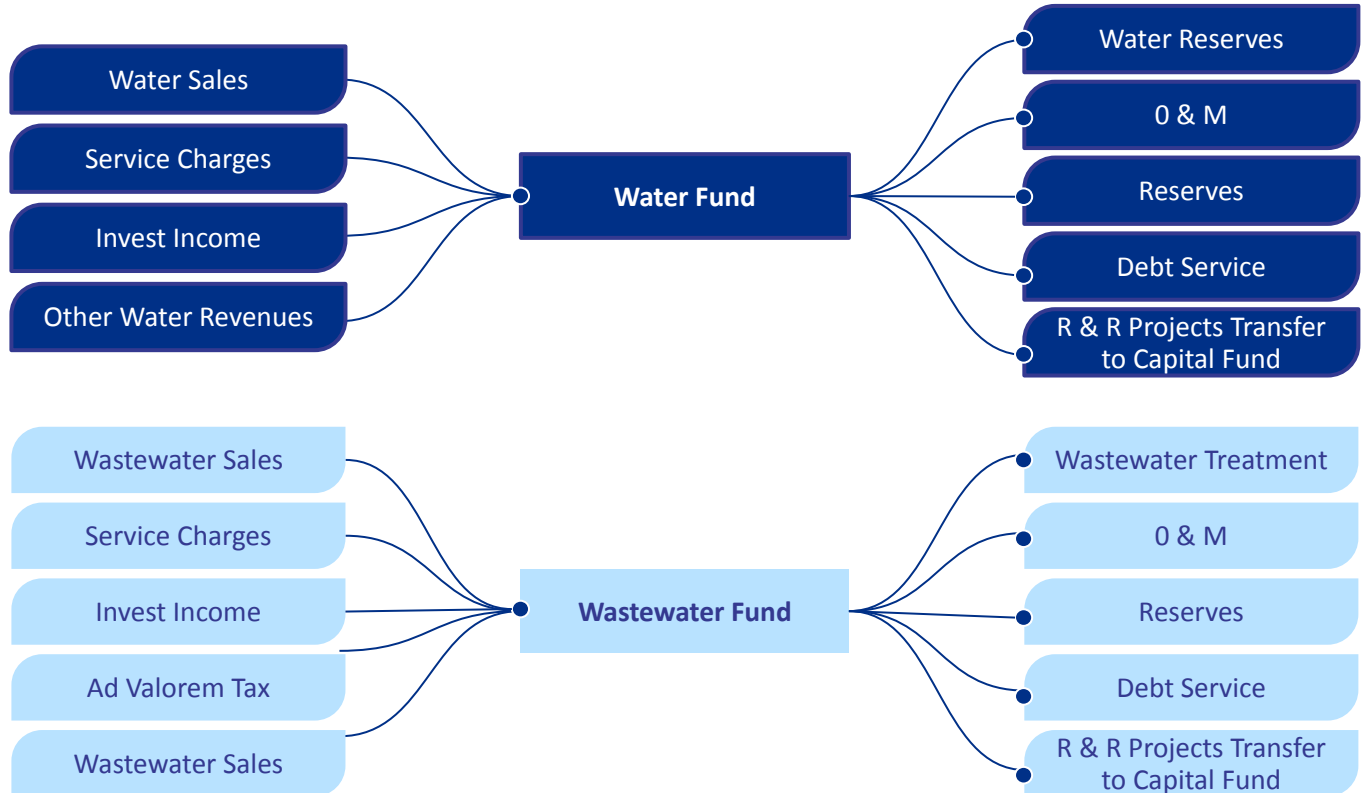 Water Sales
Service Charges
Invest Income
Other Water Revenues
Water Fund
Water Reserves
0 & M
Reserves
Debt Service
R & R Projects Transfer
to Capital Fund
Wastewater Sales
Service Charges
Invest Income
Ad Valorem Tax
Wastewater Sales
Wastewater Fund
Wastewater Treatment
0 & M
Reserves
Debt Service
R & R Projects Transfer
to Capital Fund